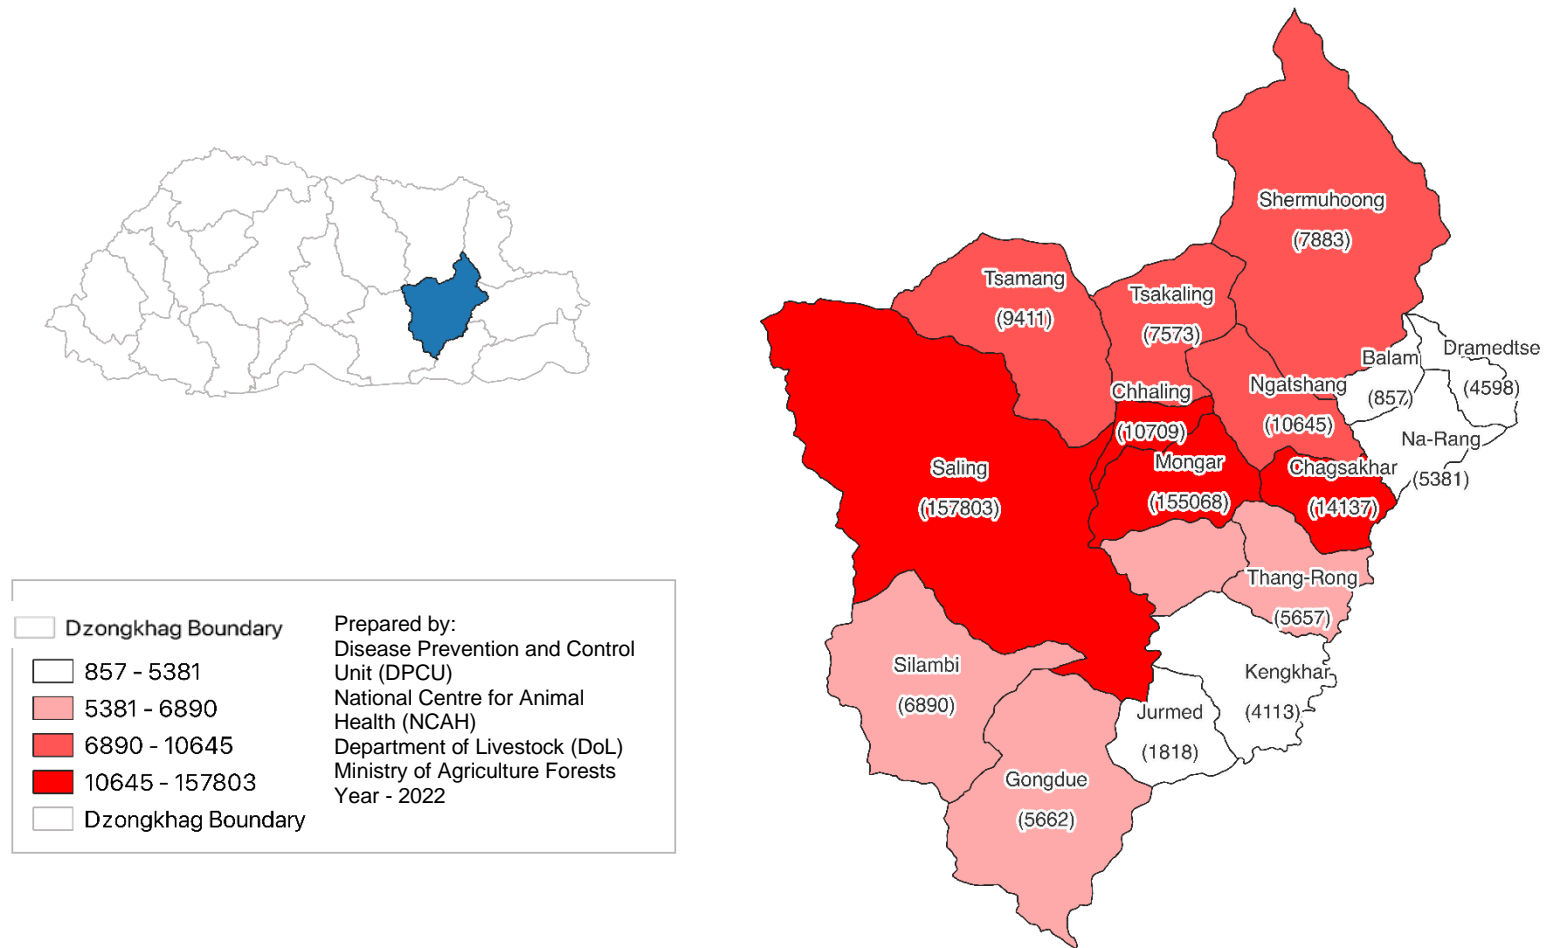 Shermuhoong
(7883)
Tsamang
(9411)
Tsakaling
(7573)
Balam
(857)
Dramedtse
(4598)
Chhaling
(10709)
Ngatshang
(10645)
Na-Rang
(5381)
Saling
(157803)
Mongar
(155068)
Chagsakhar
(14137)
Thang-Rong
(5657)
Silambi
(6890)
Kengkhar
(4113)
Jurmed
(1818)
Gongdue
(5662)
Dzongkhag Boundary
857 - 5381
5381 - 6890
6890 - 10645
10645 - 157803
Dzongkhag Boundary
Prepared by:
Disease Prevention and Control
Unit (DPCU)
National Centre for Animal
Health (NCAH)
Department of Livestock (DoL)
Ministry of Agriculture Forests
Year - 2022